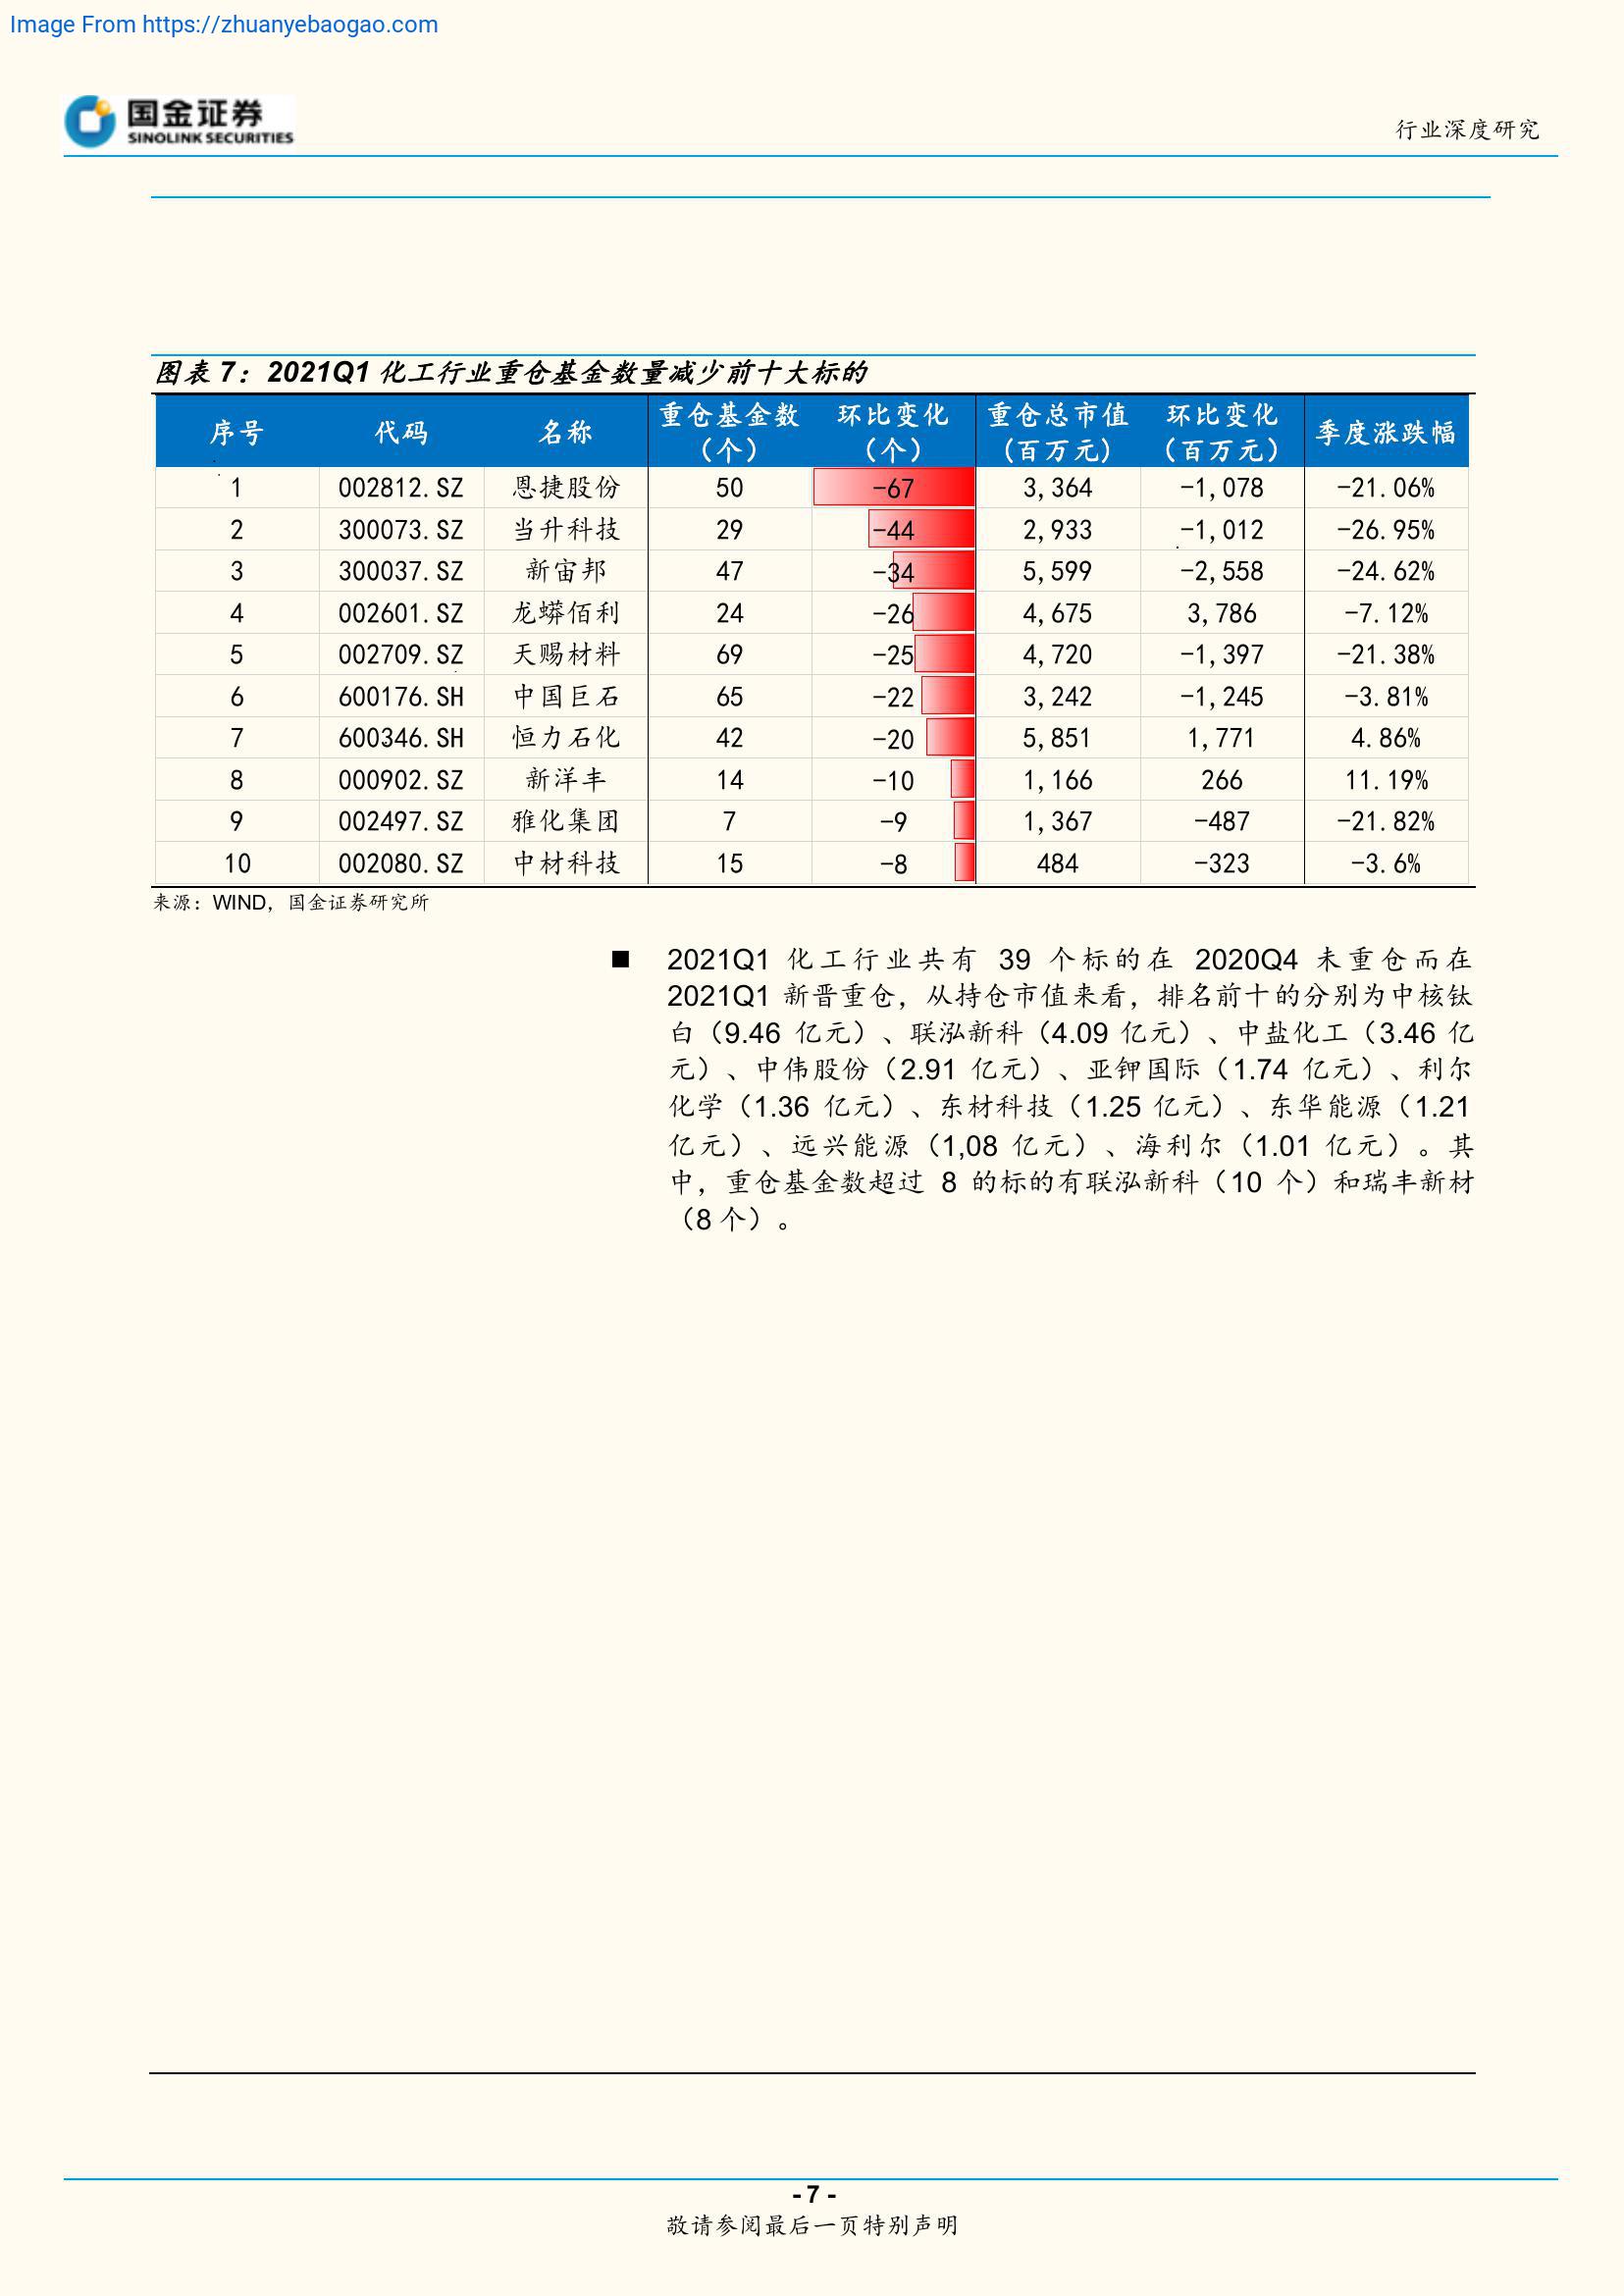 Image From https://zhuanyebaogao.com
国金证券
SINOLINK SECURITIES
行业深度研究
图表 7：2021Q1 化工行业重仓基金数量减少前十大标的
序号 代码 名称 重仓基金数（个） 环比变化（个） 重仓总市值（百万元） 环比变化（百万元） 季度涨跌幅
1 002812.SZ 恩捷股份 50 -67 3,364 -1,078 -21.06%
2 300073.SZ 当升科技 29 -44 2,933 -1,012 -26.95%
3 300037.SZ 新宙邦 47 -34 5,599 -2,558 -24.62%
4 002601.SZ 龙蟒佰利 24 -26 4,675 3,786 -7.12%
5 002709.SZ 天赐材料 69 -25 4,720 -1,397 -21.38%
6 600176.SH 中国巨石 65 -22 3,242 -1,245 -3.81%
7 600346.SH 恒力石化 42 -20 5,851 1,771 4.86%
8 000902.SZ 新洋丰 14 -10 1,166 266 11.19%
9 002497.SZ 雅化集团 7 -9 1,367 -487 -21.82%
10 002080.SZ 中材科技 15 -8 484 -323 -3.6%
来源：WIND，国金证券研究所
■ 2021Q1 化工行业共有 39 个标的在 2020Q4 未重仓而在
2021Q1 新晋重仓，从持仓市值来看，排名前十的分别为中核钛
白（9.46 亿元）、联泓新科（4.09 亿元）、中盐化工（3.46 亿
元）、中伟股份（2.91 亿元）、亚钾国际（1.74 亿元）、利尔
化学（1.36 亿元）、东材科技（1.25 亿元）、东华能源（1.21
亿元）、远兴能源（1,08 亿元）、海利尔（1.01 亿元）。其
中，重仓基金数超过 8 的标的有联泓新科（10 个）和瑞丰新材
（8 个）。
- 7 -
敬请参阅最后一页特别声明